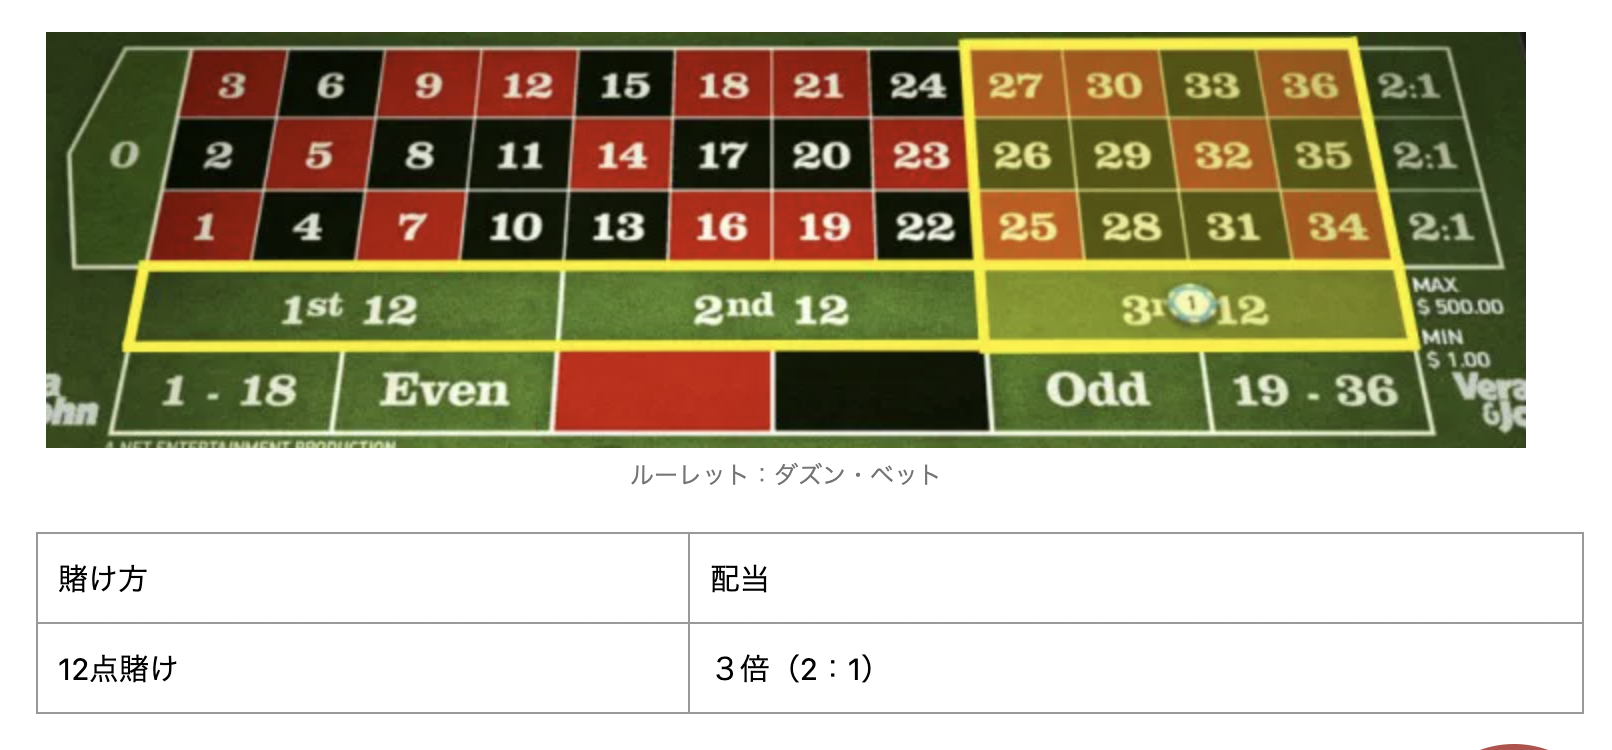 3 6 9 12 15 18 21 24 27 30 33 36 2:1
0 2 5 8 11 14 17 20 23 26 29 32 35 2:1
1 4 7 10 13 16 19 22 25 28 31 34 2:1
1st 12 2nd 12 12
1
MAX
$ 500.00
MIN
$ 1.00
1 - 18 Even Odd 19 - 36
ルーレット：ダズン・ベット
賭け方 配当
12点賭け ３倍（2：1）